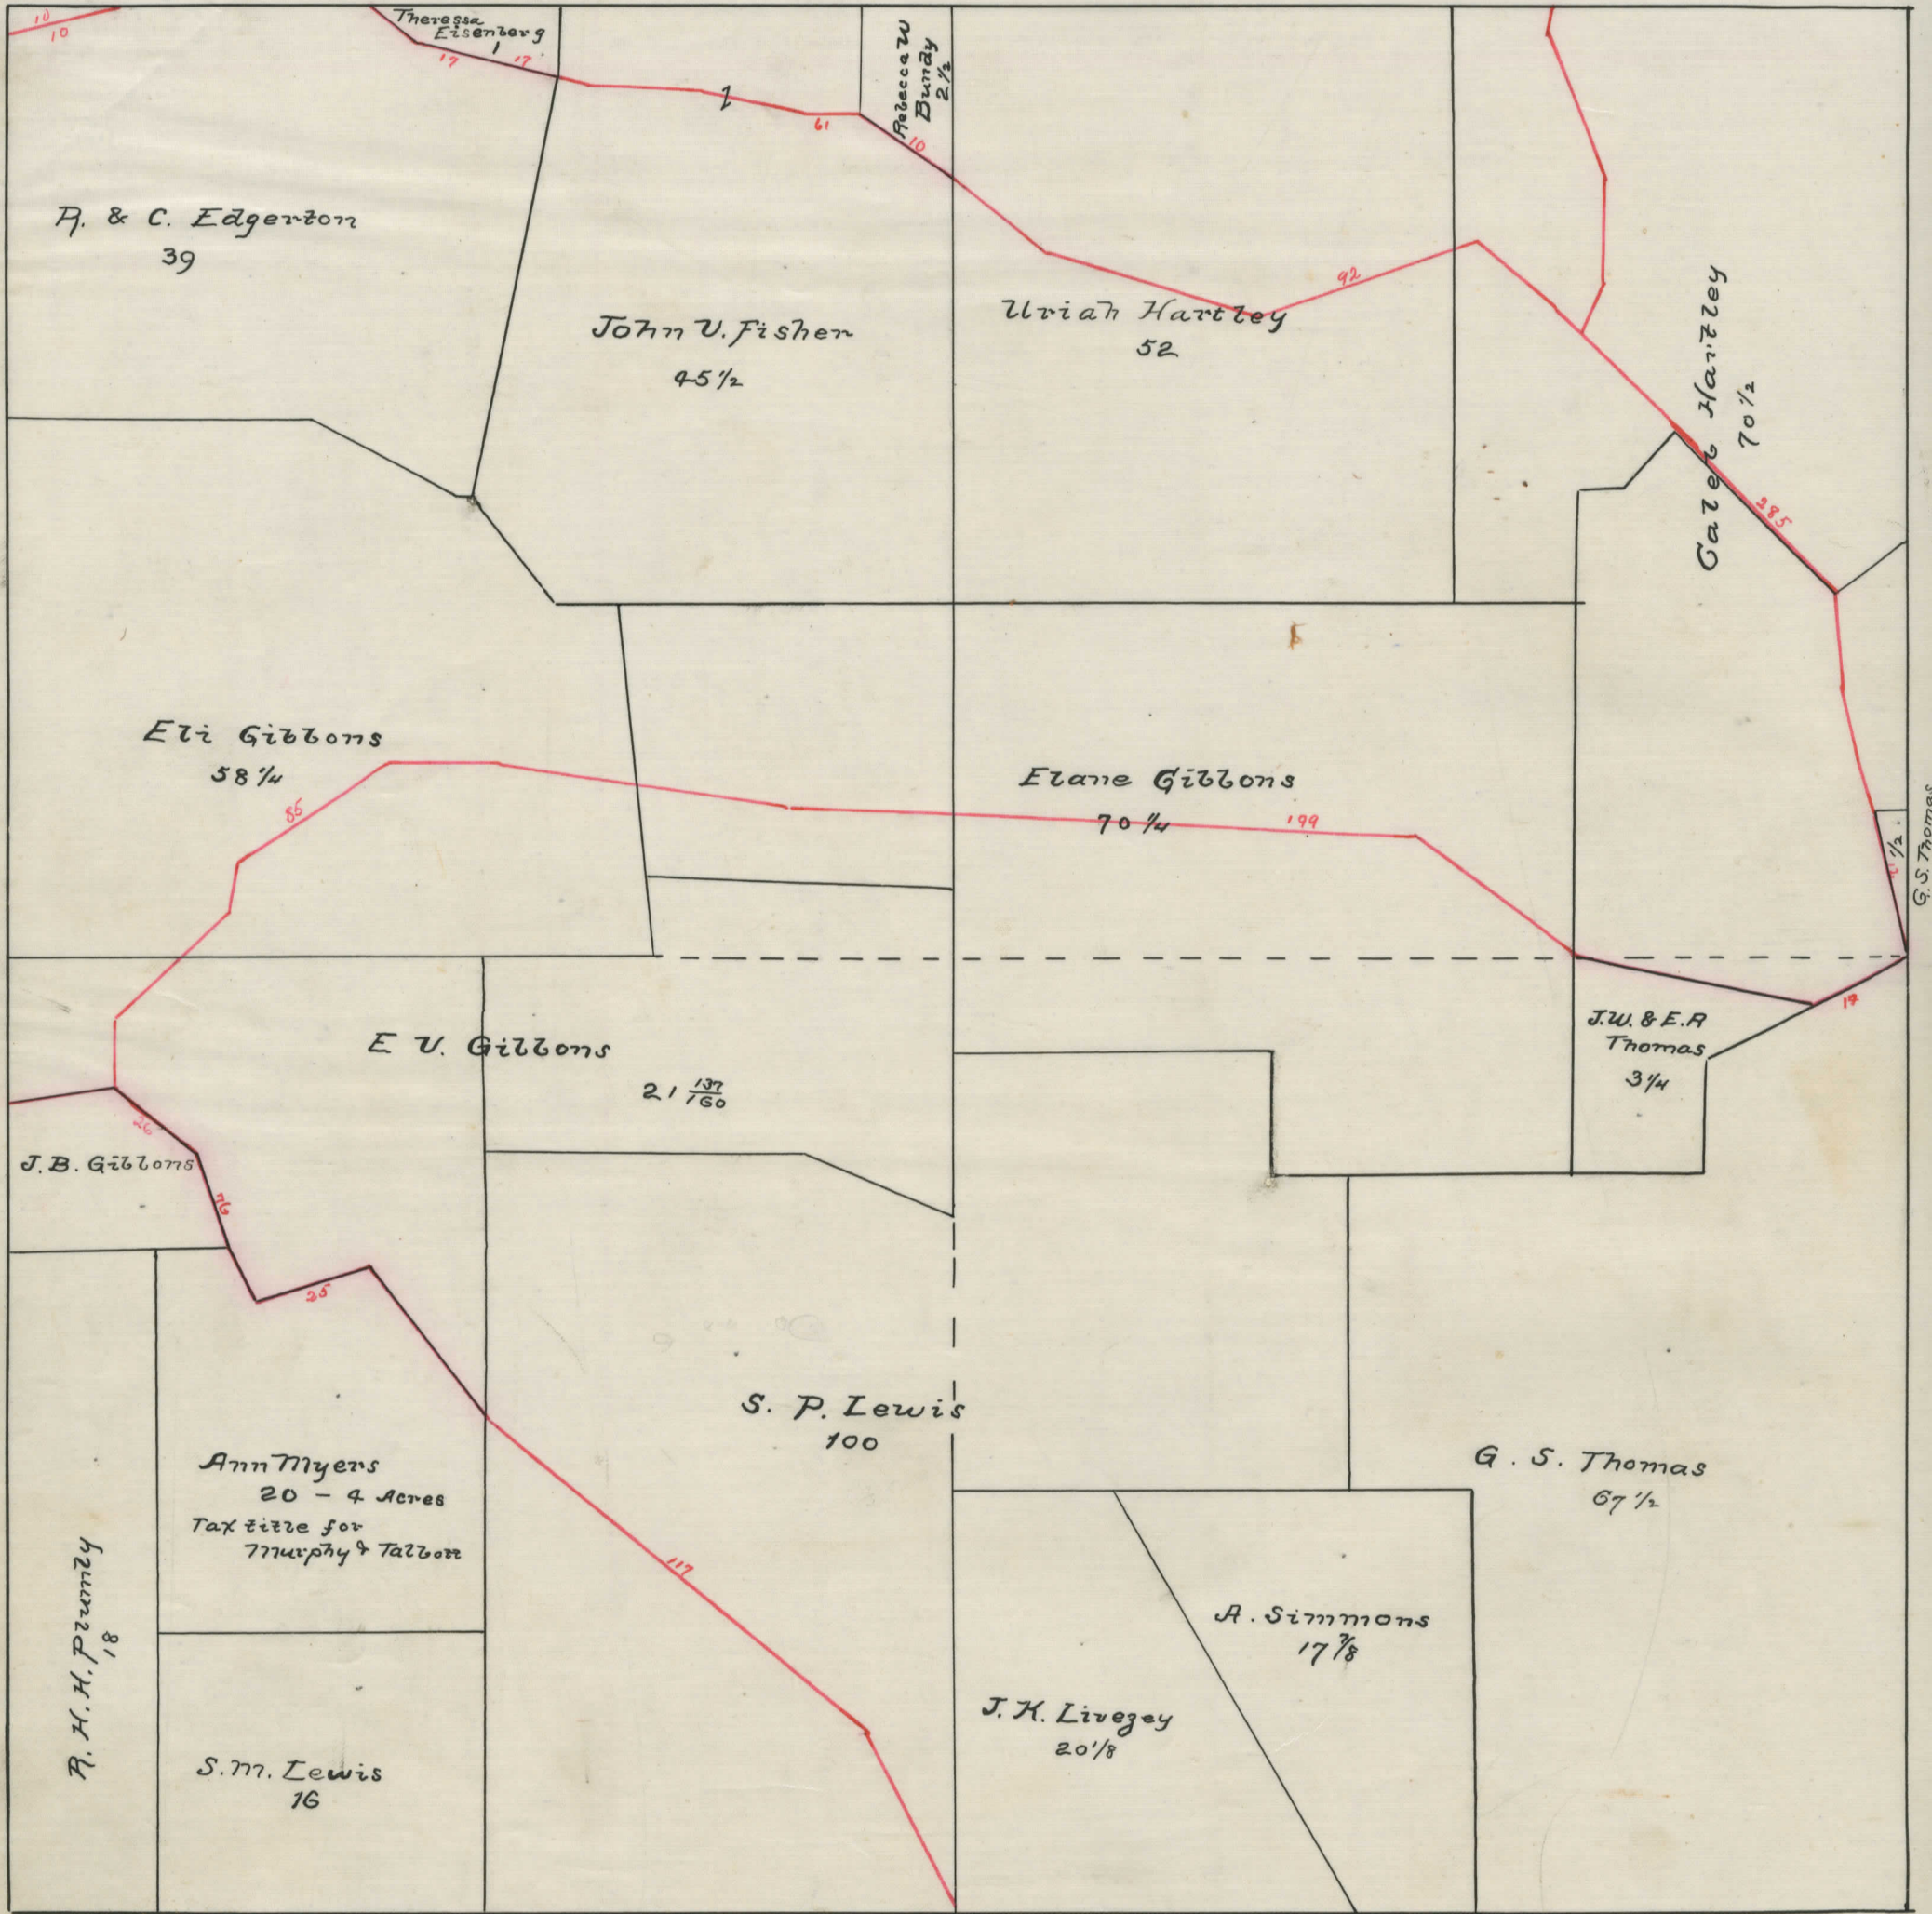 10
10
Theressa
Eisenberg
1
17 17
61
Rebecca W
Bundy
2 1/2
10
R. & C. Edgerton
39
John V. Fisher
45 1/2
Uriah Hartley
52
92
Hartley
70 1/2
285
Eli Gibbons
58 1/4
85
70 1/4
Gibbons
199
1/2
G.S. Thomas
E V. Gibbons
21 137/160
J.W. & E.R
Thomas
3 1/4
26
J.B. Gibbons
76
25
S. P. Lewis
100
G. S. Thomas
67 1/2
Ann Myers
20 - 4 Acres
Tax title for
Murphy & Talbott
117
R. H. H. Plumly
18
A. Simmons
17 7/8
J. K. Livezey
20 1/8
S. M. Lewis
16